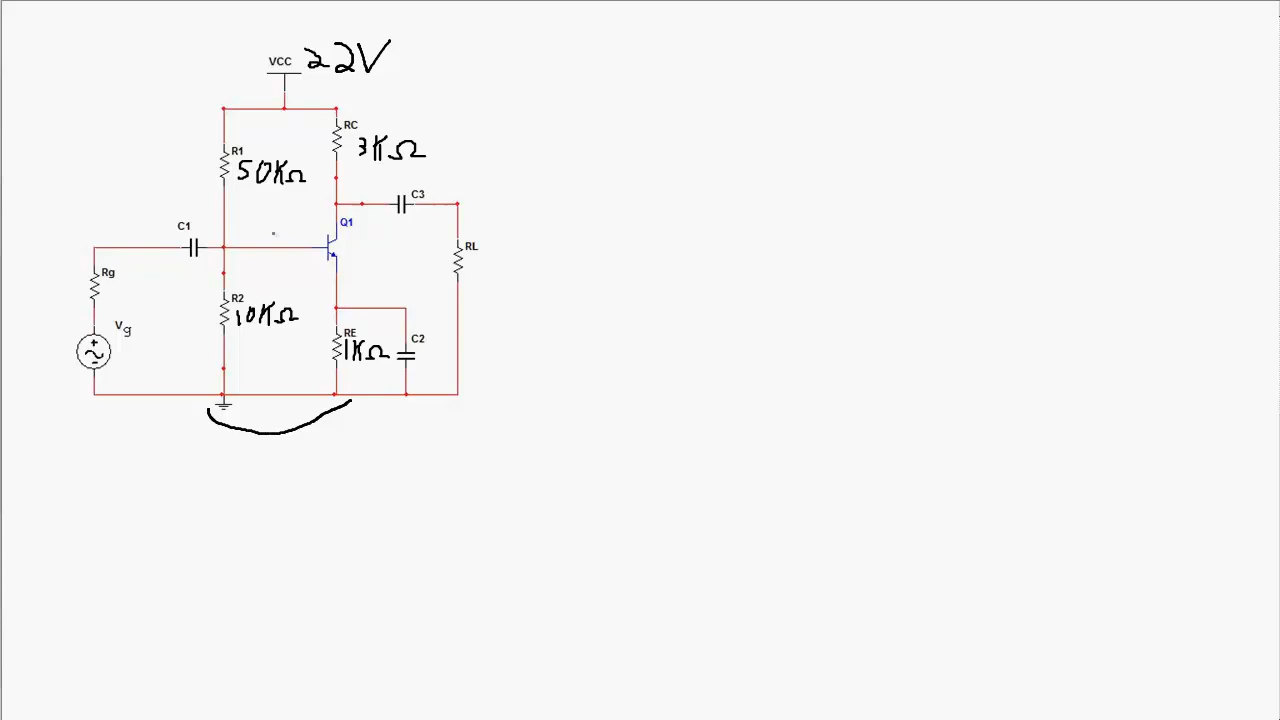 VCC 22V
RC
3KΩ
R1
50KΩ
C3
C1
Q1
RL
Rg
R2
10KΩ
Vg
RE
1KΩ
C2